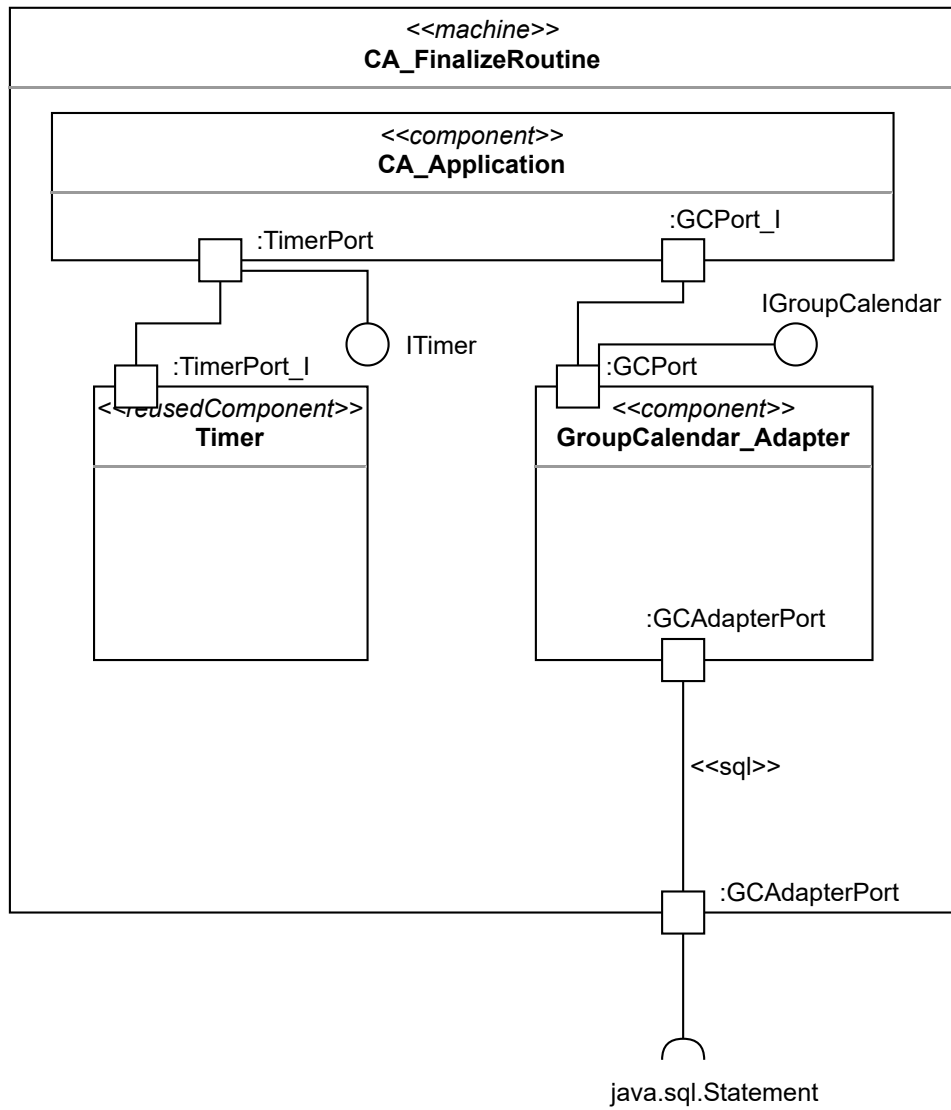 <<machine>>
CA_FinalizeRoutine
<<component>>
CA_Application
:TimerPort
:GCPort_I
ITimer
IGroupCalendar
:TimerPort_I
:GCPort
<<reusedComponent>>
Timer
<<component>>
GroupCalendar_Adapter
:GCAdapterPort
<<sql>>
:GCAdapterPort
java.sql.Statement